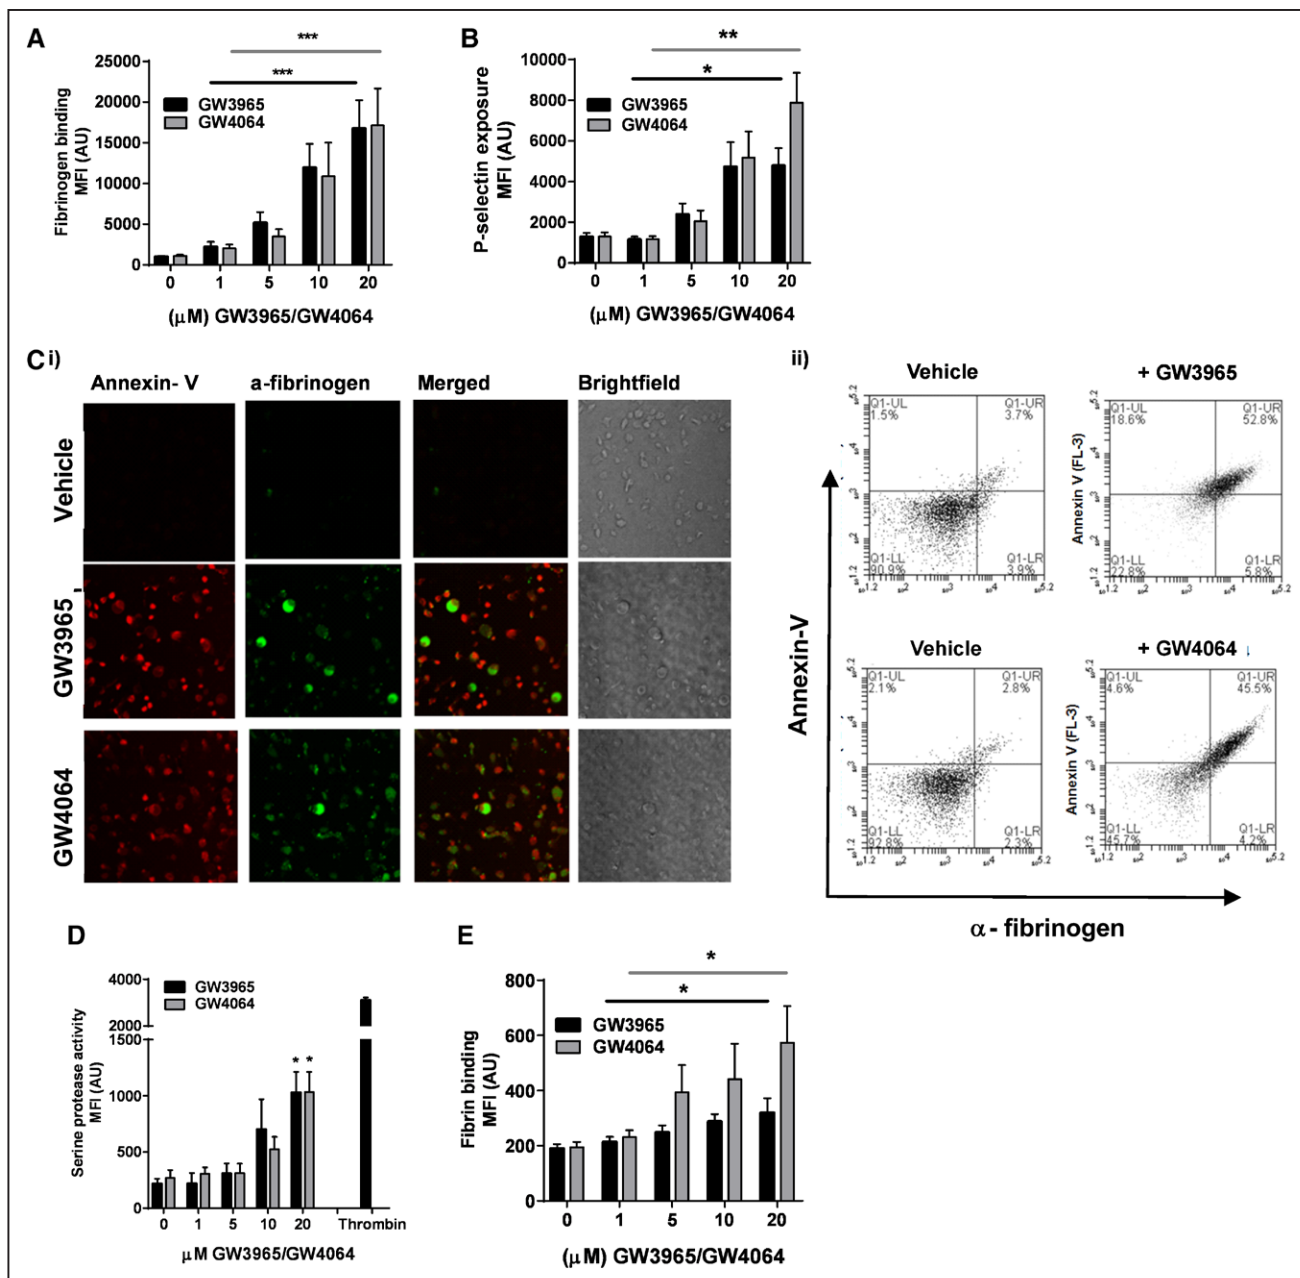 A
***
***
25000
20000
15000
10000
5000
0
Fibrinogen binding
MFI (AU)
GW3965
GW4064
0 1 5 10 20
(μM) GW3965/GW4064
B
**
*
10000
8000
6000
4000
2000
0
P-selectin exposure
MFI (AU)
GW3965
GW4064
0 1 5 10 20
(μM) GW3965/GW4064
C i)
Annexin- V a-fibrinogen Merged Brightfield
Vehicle
GW3965
GW4064
ii)
Vehicle
Q1-UL Q1-UR
1.5% 3.7%
Q1-LL Q1-LR
90.9% 3.9%
+ GW3965
Annexin V (FL-3)
Q1-UL Q1-UR
18.6% 52.8%
Q1-LL Q1-LR
22.8% 5.8%
Vehicle
Q1-UL Q1-UR
2.1% 2.8%
Q1-LL Q1-LR
92.8% 2.3%
+ GW4064
Annexin V (FL-3)
Q1-UL Q1-UR
4.6% 45.5%
Q1-LL Q1-LR
45.7% 4.2%
Annexin-V
α - fibrinogen
D
4000
2000
1500
1000
500
0
Serine protease activity
MFI (AU)
GW3965
GW4064
* *
0 1 5 10 20 Thrombin
μM GW3965/GW4064
E
*
*
800
600
400
200
0
Fibrin binding
MFI (AU)
GW3965
GW4064
0 1 5 10 20
(μM) GW3965/GW4064